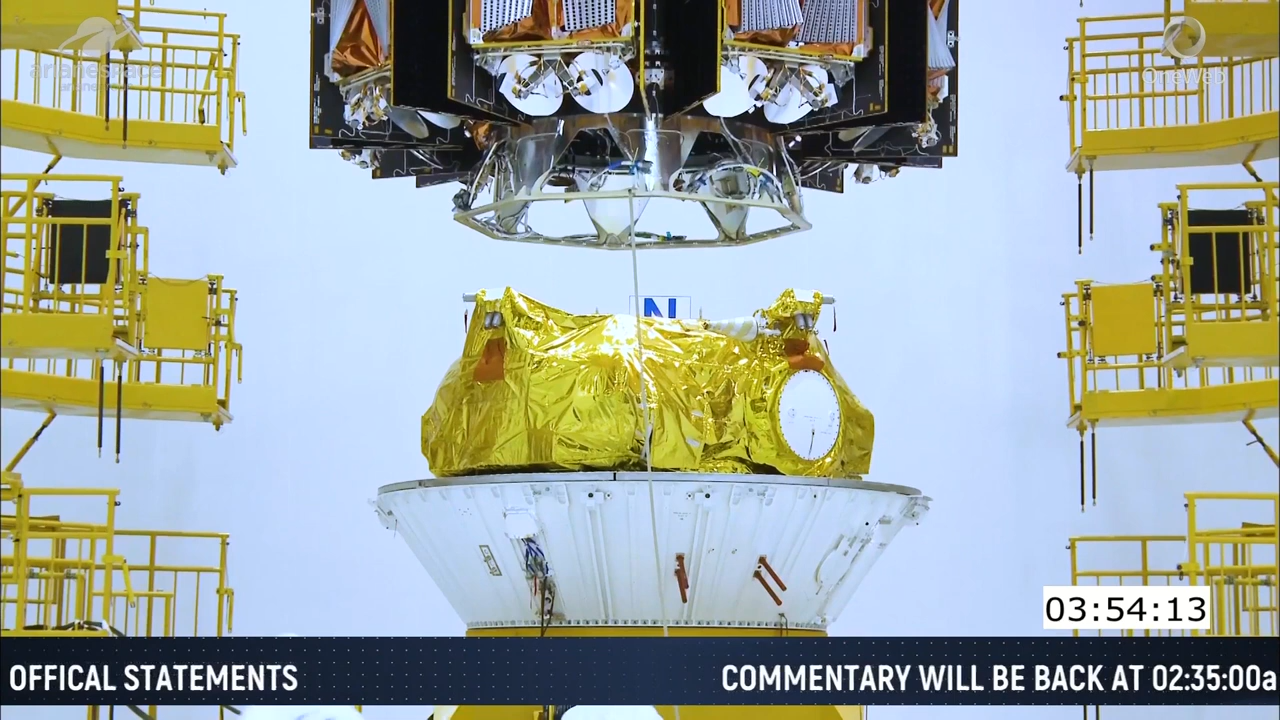 arianespace
OneWeb
N
03:54:13
OFFICAL STATEMENTS
COMMENTARY WILL BE BACK AT 02:35:00a